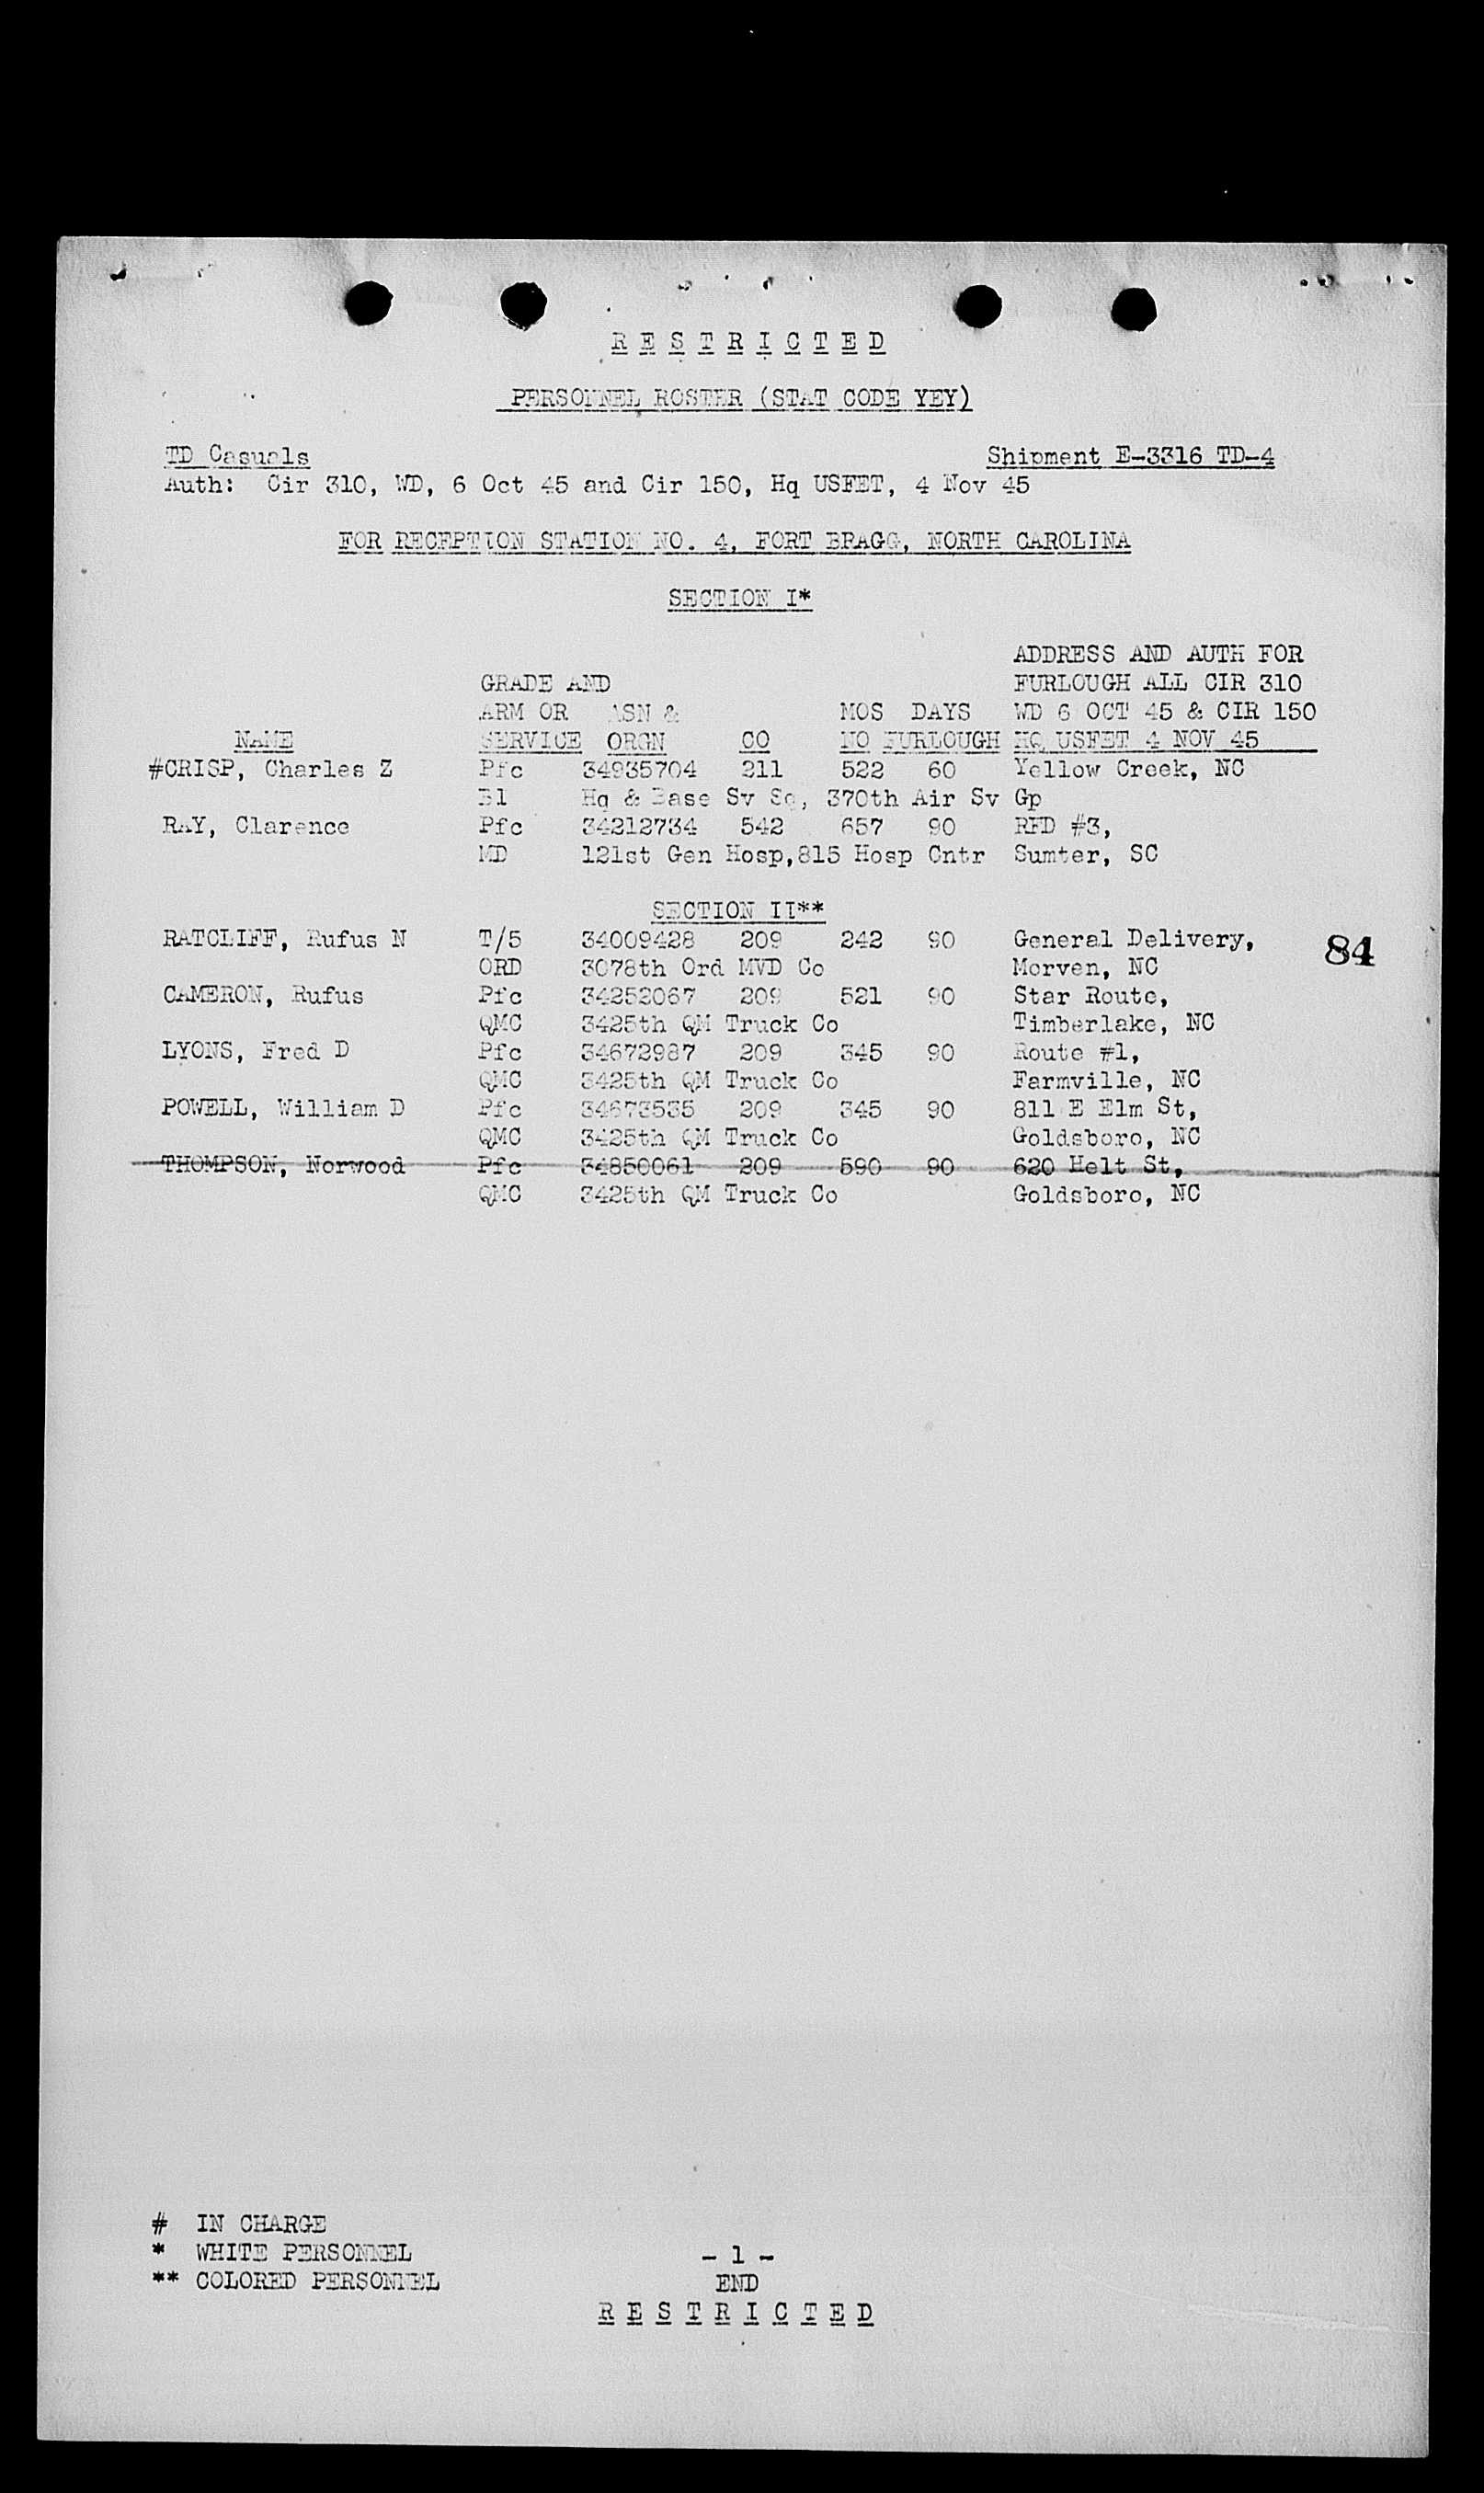 RESTRICTED
PERSONNEL ROSTER (STAT CODE YEY)
TD Casuals Shipment E-3316 TD-4
Auth: Cir 310, WD, 6 Oct 45 and Cir 150, Hq USFET, 4 Nov 45
FOR RECEPTION STATION NO. 4, FORT BRAGG, NORTH CAROLINA
SECTION I*
ADDRESS AND AUTH FOR
GRADE AND FURLOUGH ALL CIR 310
ARM OR ASN & MOS DAYS WD 6 OCT 45 & CIR 150
NAME SERVICE ORGN CO NO FURLOUGH HQ USFET 4 NOV 45
#CRISP, Charles Z Pfc 34935704 211 522 60 Yellow Creek, NC
Hq & Base Sv Sq, 370th Air Sv Gp
RAY, Clarence Pfc 34212734 542 657 90 RFD #3,
MD 121st Gen Hosp,815 Hosp Cntr Sumter, SC
SECTION II**
RATCLIFF, Rufus N T/5 34009428 209 242 90 General Delivery, 84
ORD 3078th Ord MVD Co Morven, NC
CAMERON, Rufus Pfc 34252067 209 521 90 Star Route,
QMC 3425th QM Truck Co Timberlake, NC
LYONS, Fred D Pfc 34672987 209 345 90 Route #1,
QMC 3425th QM Truck Co Farmville, NC
POWELL, William D Pfc 34673535 209 345 90 811 E Elm St,
QMC 3425th QM Truck Co Goldsboro, NC
THOMPSON, Norwood Pfc 34850061 209 590 90 620 Helt St,
QMC 3425th QM Truck Co Goldsboro, NC
# IN CHARGE
* WHITE PERSONNEL - 1 -
** COLORED PERSONNEL END
RESTRICTED